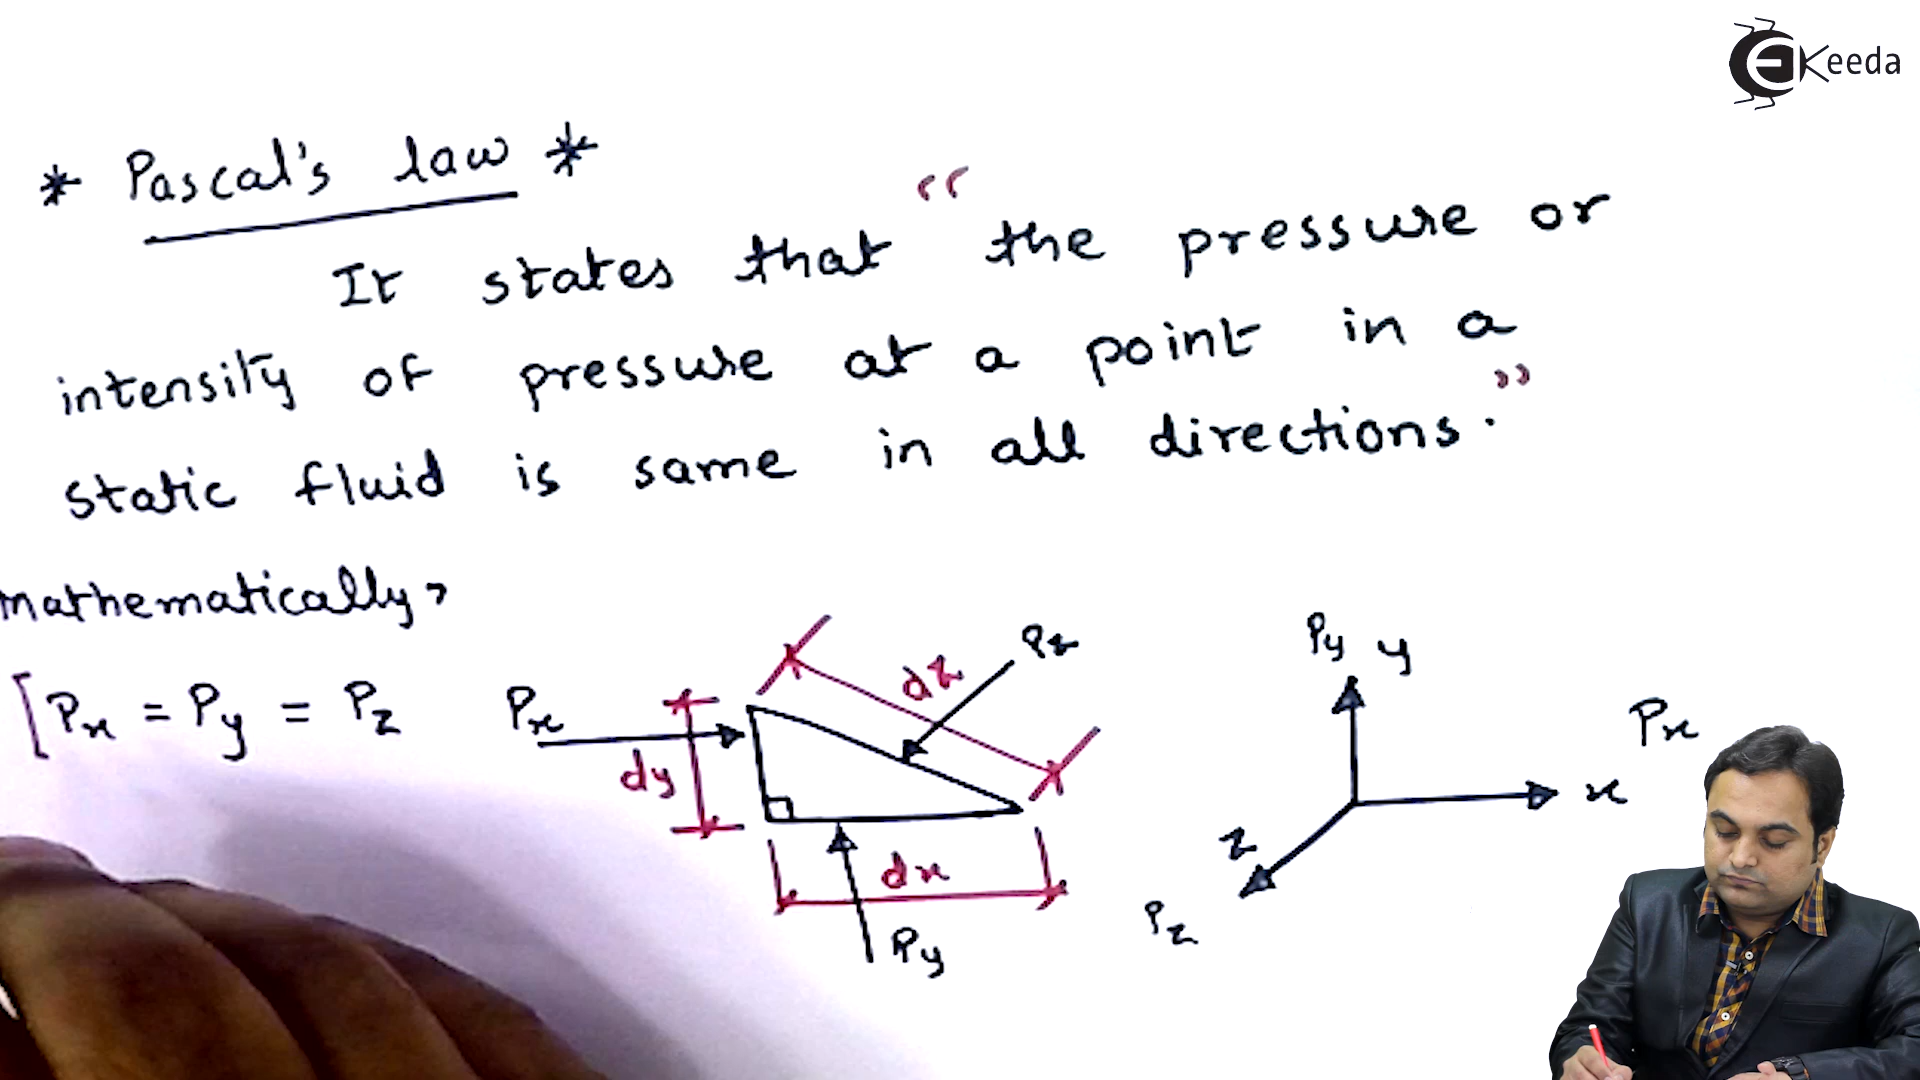 Keeda
* Pascal's law *
It states that “ the pressure or
intensity of pressure at a point in a
static fluid is same in all directions. ”
mathematically,
[Px = Py = Pz
Px
dy
dz
Pz
dx
Py
Py y
Px
x
z
Pz